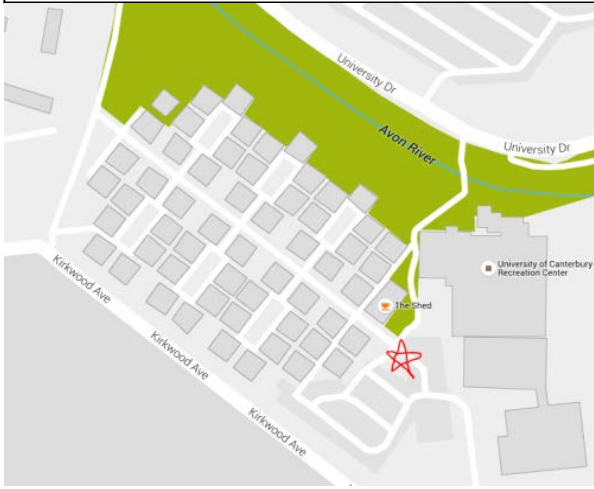 University Dr
University Dr
Avon River
University of Canterbury
Recreation Center
The Shed
Kirkwood Ave
Kirkwood Ave
Kirkwood Ave